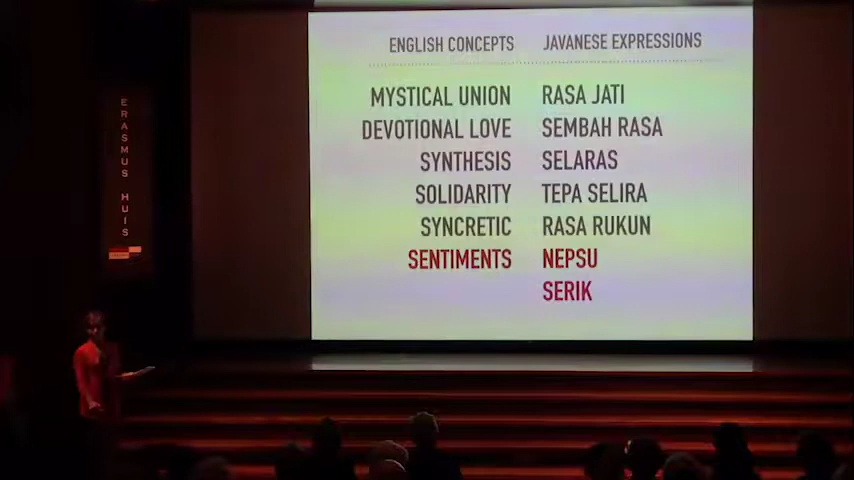 ENGLISH CONCEPTS JAVANESE EXPRESSIONS
MYSTICAL UNION RASA JATI
DEVOTIONAL LOVE SEMBAH RASA
SYNTHESIS SELARAS
SOLIDARITY TEPA SELIRA
SYNCRETIC RASA RUKUN
SENTIMENTS NEPSU
SERIK
ERASMUS HUIS